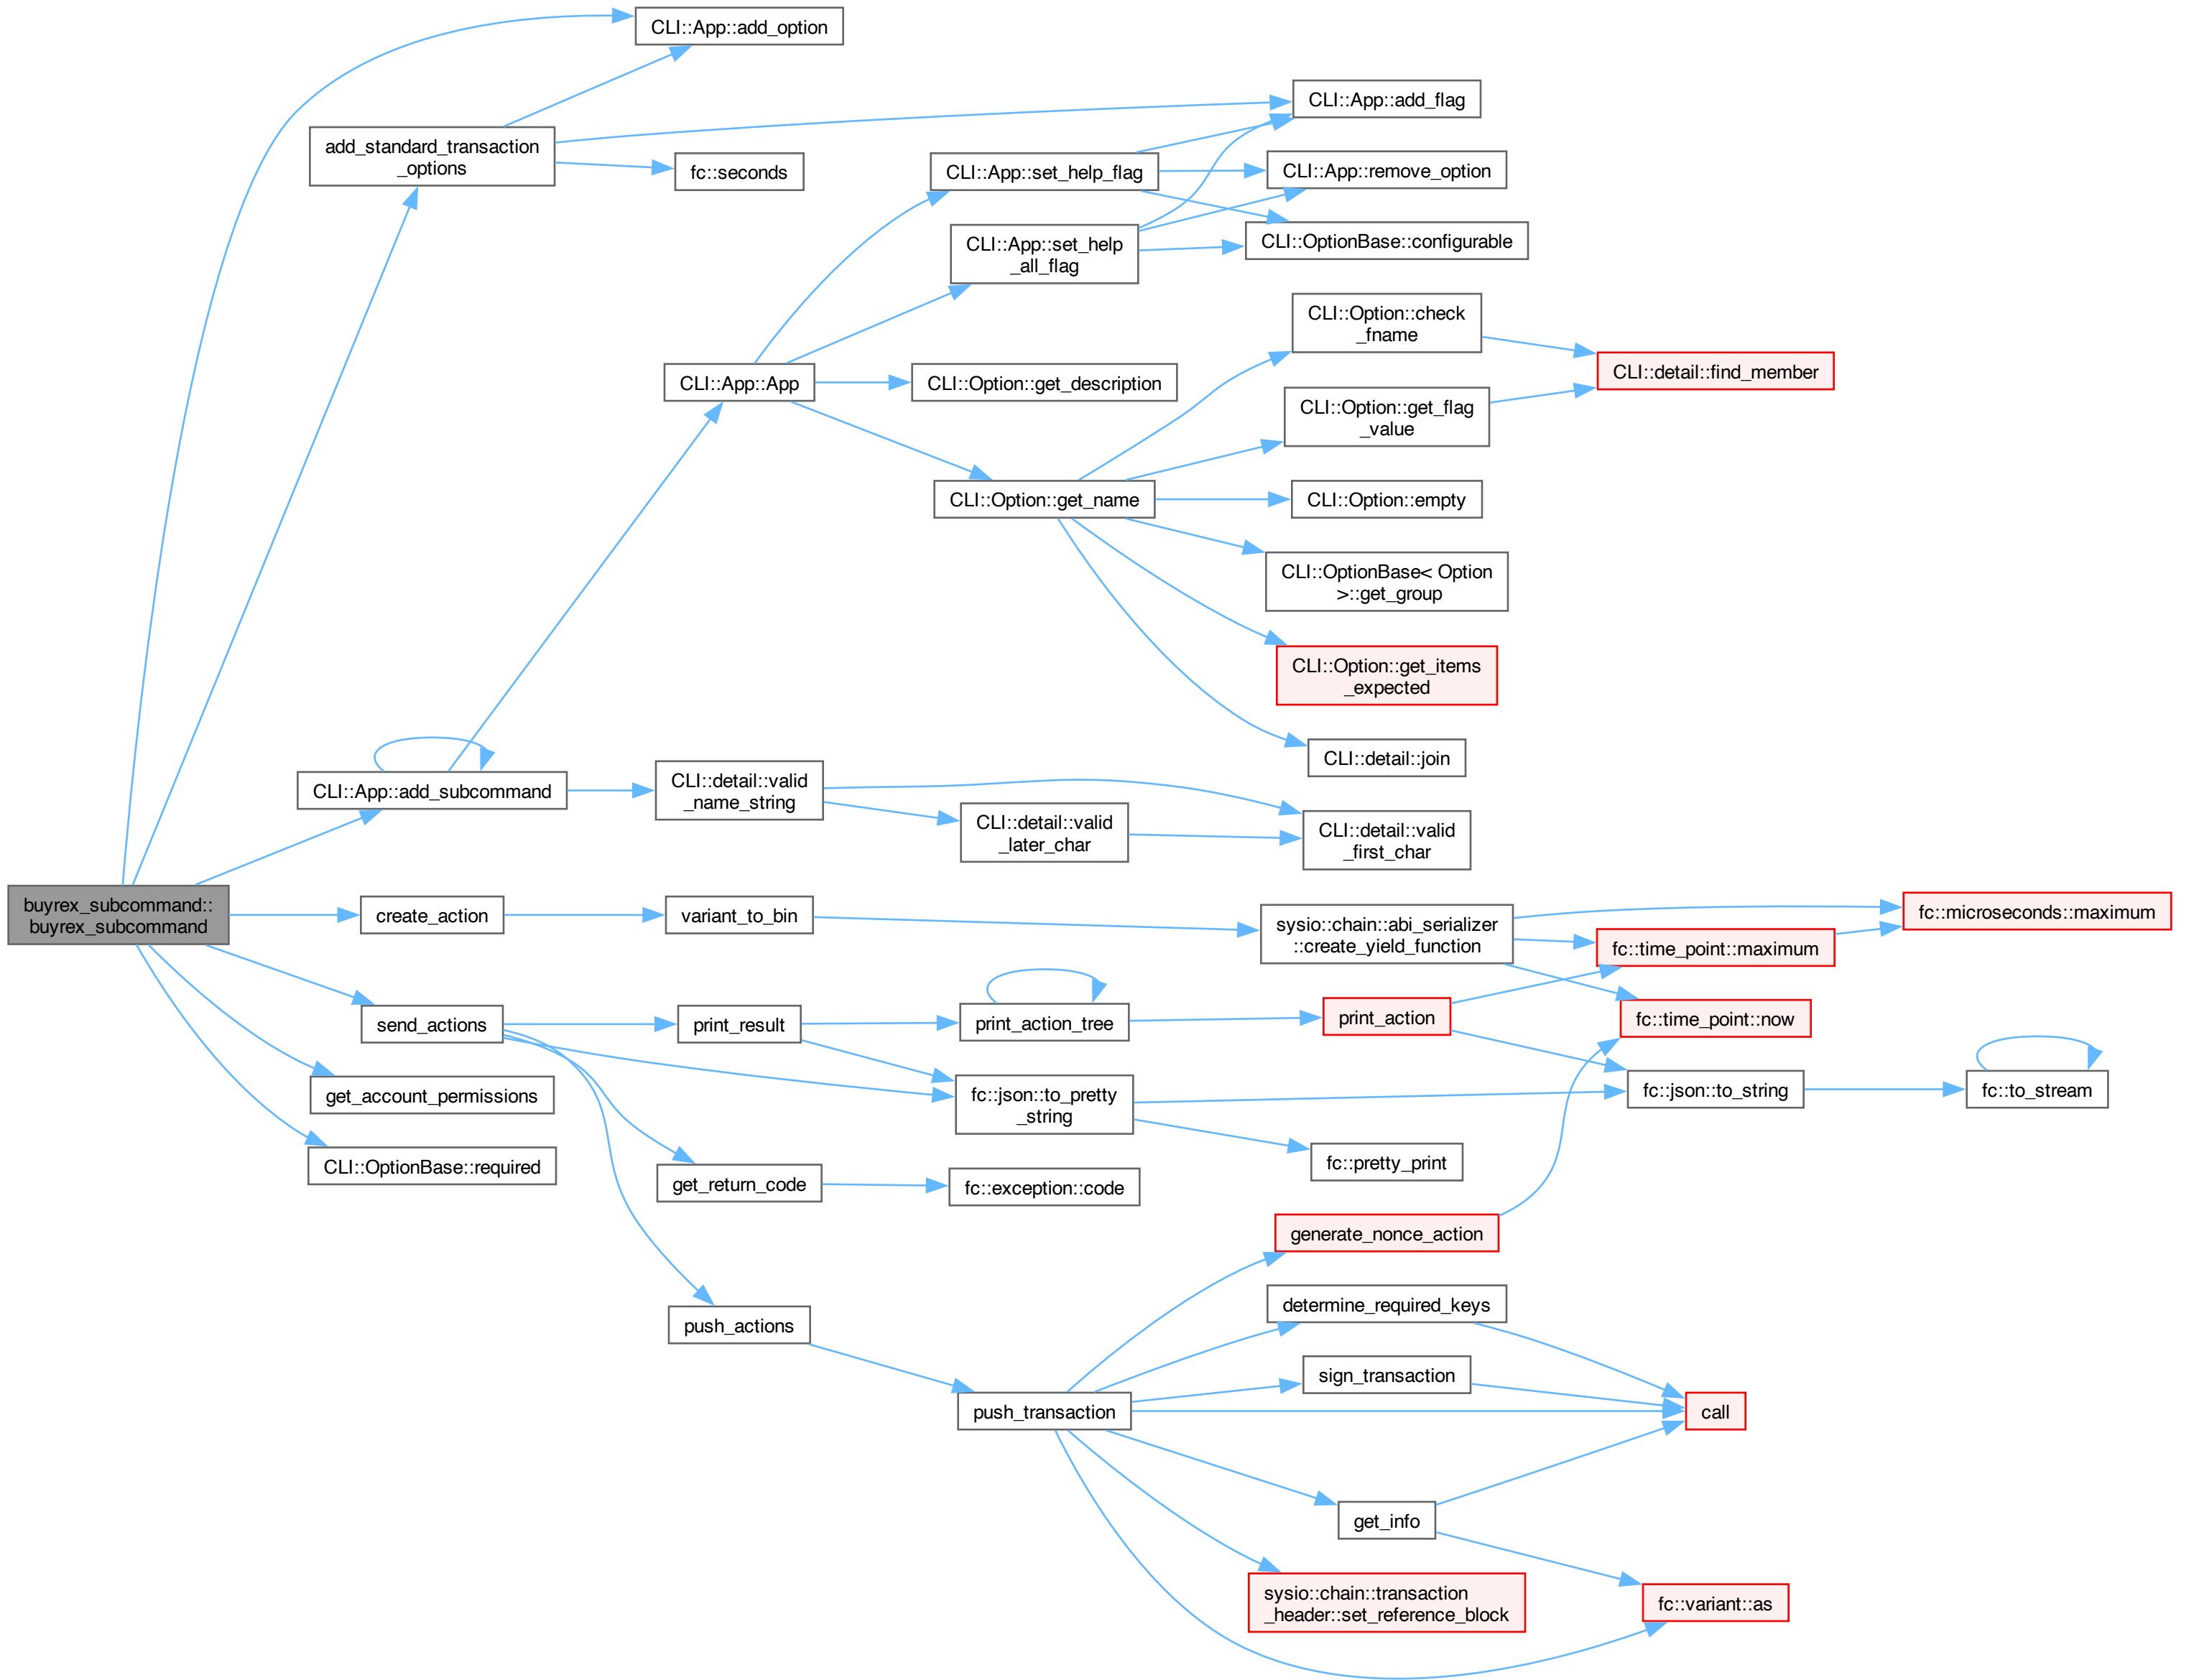 CLI::App::add_option
add_standard_transaction
_options
fc::seconds
CLI::App::add_flag
CLI::App::set_help_flag
CLI::App::remove_option
CLI::App::set_help
_all_flag
CLI::OptionBase::configurable
CLI::Option::check
_fname
CLI::detail::find_member
CLI::App::App
CLI::Option::get_description
CLI::Option::get_flag
_value
CLI::Option::get_name
CLI::Option::empty
CLI::OptionBase< Option
>::get_group
CLI::Option::get_items
_expected
CLI::detail::join
CLI::App::add_subcommand
CLI::detail::valid
_name_string
CLI::detail::valid
_later_char
CLI::detail::valid
_first_char
buyrex_subcommand::
buyrex_subcommand
create_action
variant_to_bin
sysio::chain::abi_serializer
::create_yield_function
fc::microseconds::maximum
fc::time_point::maximum
send_actions
print_result
print_action_tree
print_action
fc::time_point::now
get_account_permissions
fc::json::to_pretty
_string
fc::json::to_string
fc::to_stream
CLI::OptionBase::required
fc::pretty_print
get_return_code
fc::exception::code
generate_nonce_action
determine_required_keys
push_actions
sign_transaction
push_transaction
call
get_info
sysio::chain::transaction
_header::set_reference_block
fc::variant::as